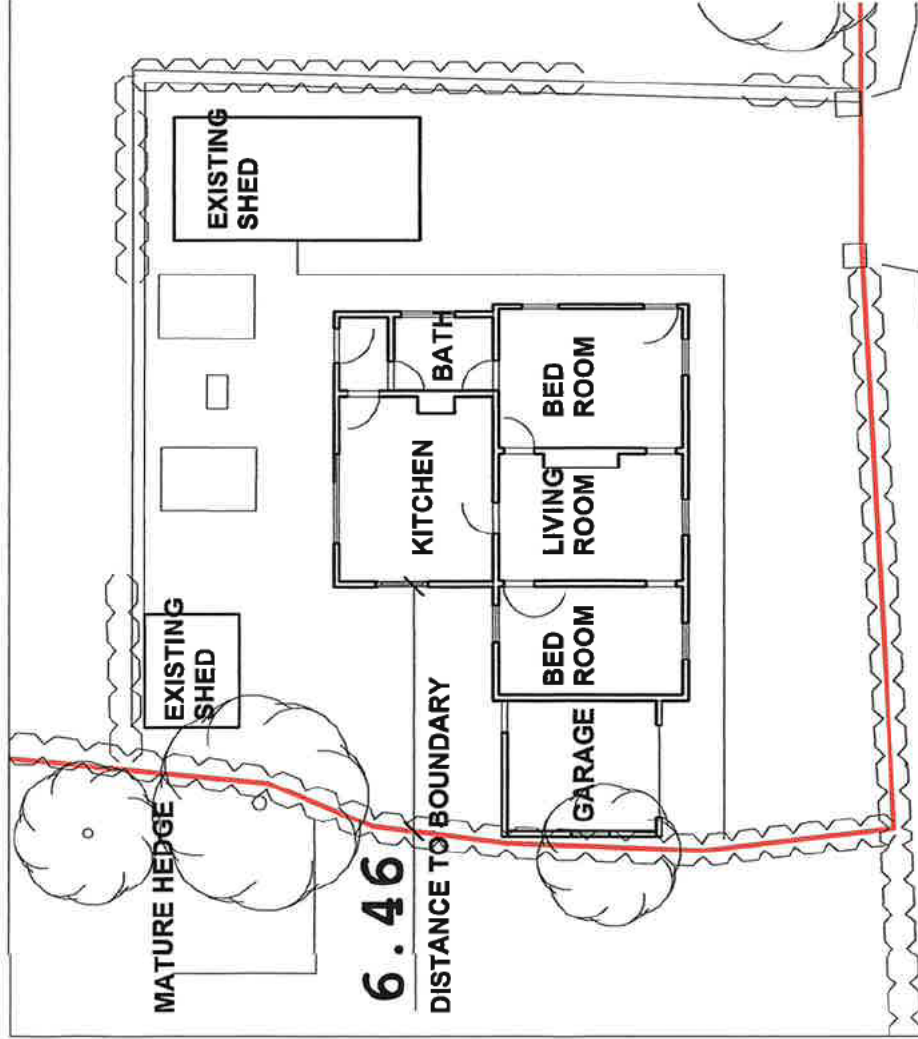 MATURE HEDGE
6.46
DISTANCE TO BOUNDARY
EXISTING
SHED
GARAGE
BED
ROOM
KITCHEN
LIVING
ROOM
BATH
BED
ROOM
EXISTING
SHED